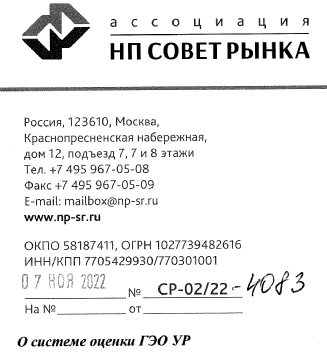 ассоциация
НП СОВЕТ РЫНКА
Россия, 123610, Москва,
Краснопресненская набережная,
дом 12, подъезд 7, 7 и 8 этажи
Тел. +7 495 967-05-08
Факс +7 495 967-05-09
E-mail: mailbox@np-sr.ru
www.np-sr.ru
ОКПО 58187411, ОГРН 1027739482616
ИНН/КПП 7705429930/770301001
07 НОЯ 2022 № СР-02/22-4083
На № от
О системе оценки ГЭО УР